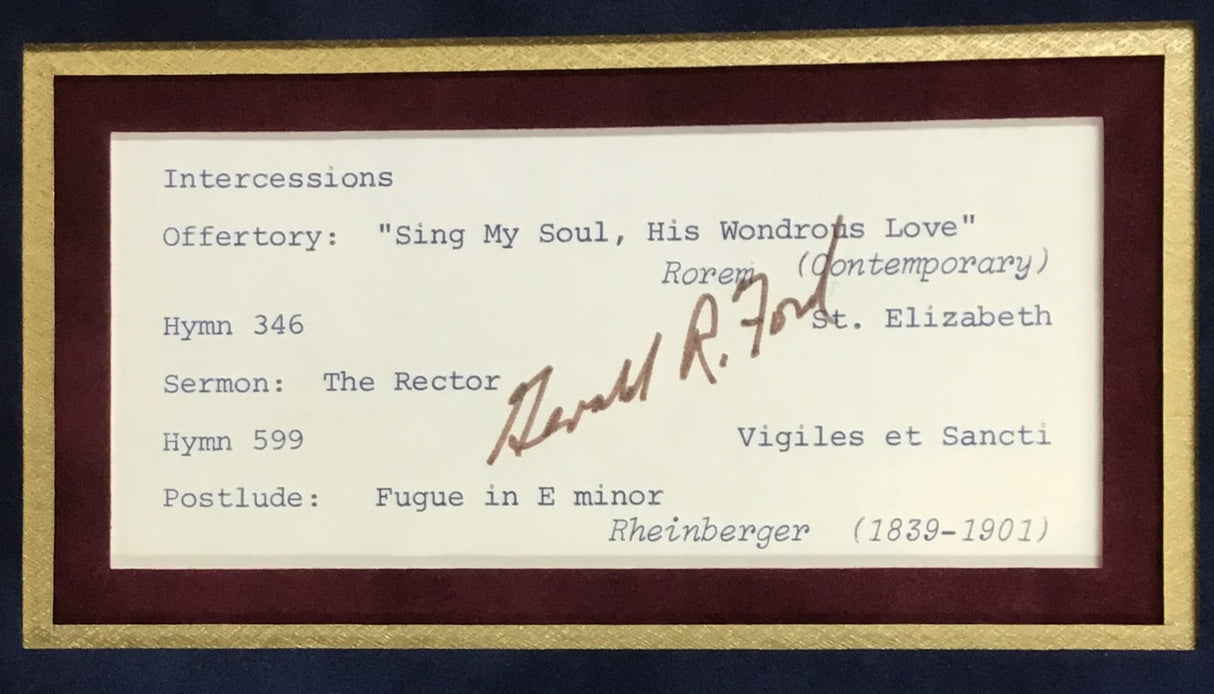 Intercessions
Offertory: "Sing My Soul, His Wondrous Love"
Rorem (Contemporary)
Hymn 346 St. Elizabeth
Sermon: The Rector
Gerald R. Ford
Hymn 599 Vigiles et Sancti
Postlude: Fugue in E minor
Rheinberger (1839-1901)